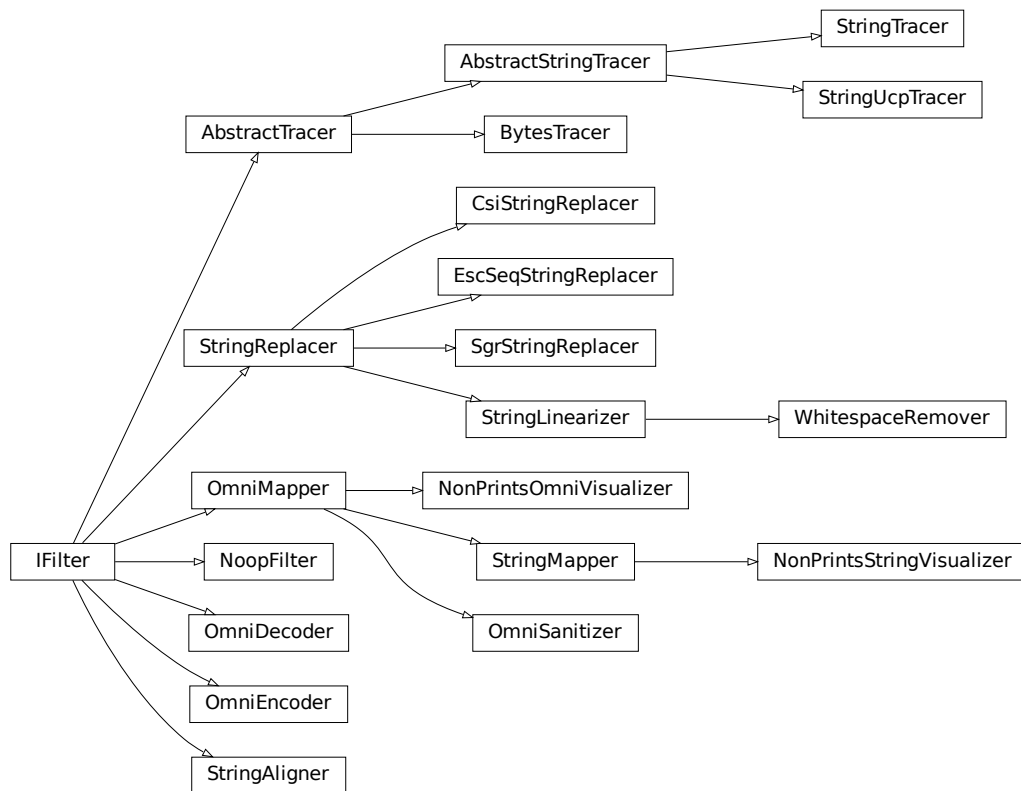 StringTracer
AbstractStringTracer
StringUcpTracer
AbstractTracer
BytesTracer
CsiStringReplacer
EscSeqStringReplacer
StringReplacer
SgrStringReplacer
StringLinearizer
WhitespaceRemover
OmniMapper
NonPrintsOmniVisualizer
IFilter
NoopFilter
StringMapper
NonPrintsStringVisualizer
OmniDecoder
OmniSanitizer
OmniEncoder
StringAligner